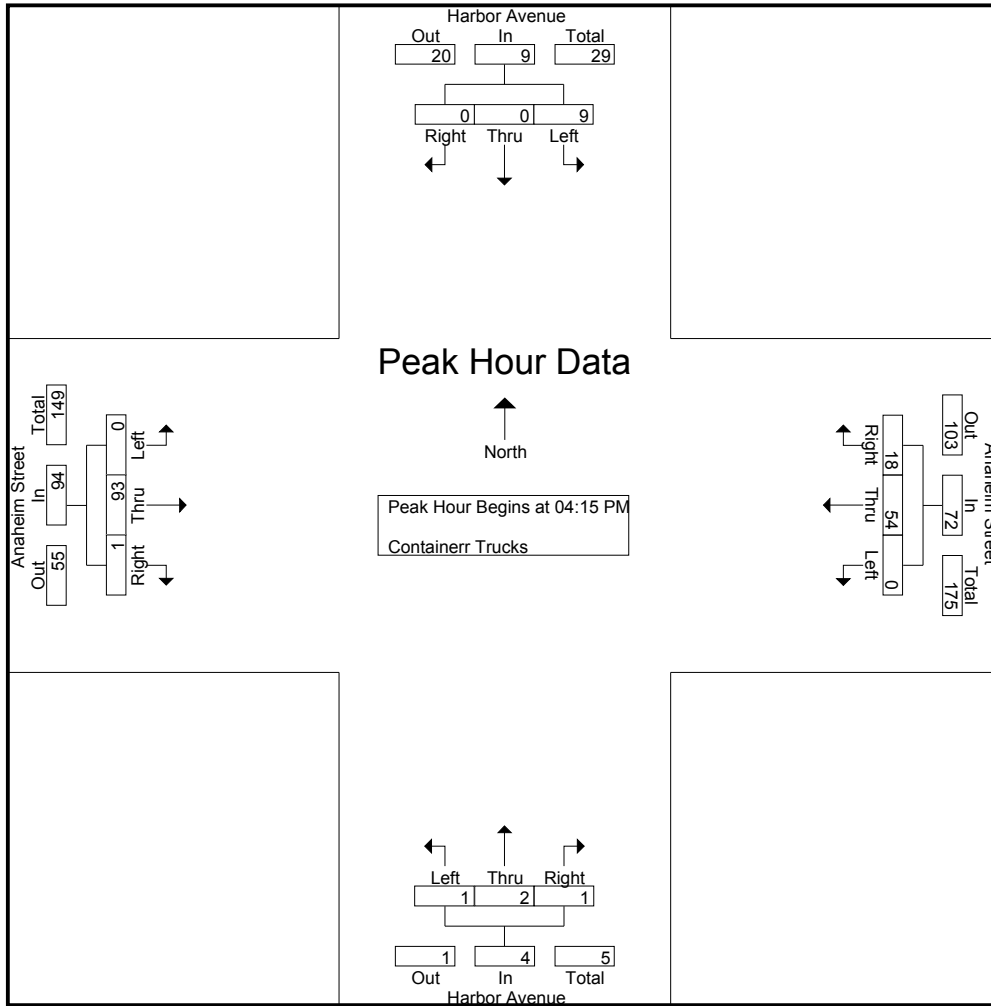 Harbor Avenue
Out In Total
20 9 29
0 0 9
Right Thru Left
Peak Hour Data
North
Peak Hour Begins at 04:15 PM
Containerr Trucks
Anaheim Street
Total In Out
149 94 55
0 93 1
Left Thru Right
Right Thru Left
18 54 0
Out In Total
103 72 175
Anaheim Street
Left Thru Right
1 2 1
1 4 5
Out In Total
Harbor Avenue